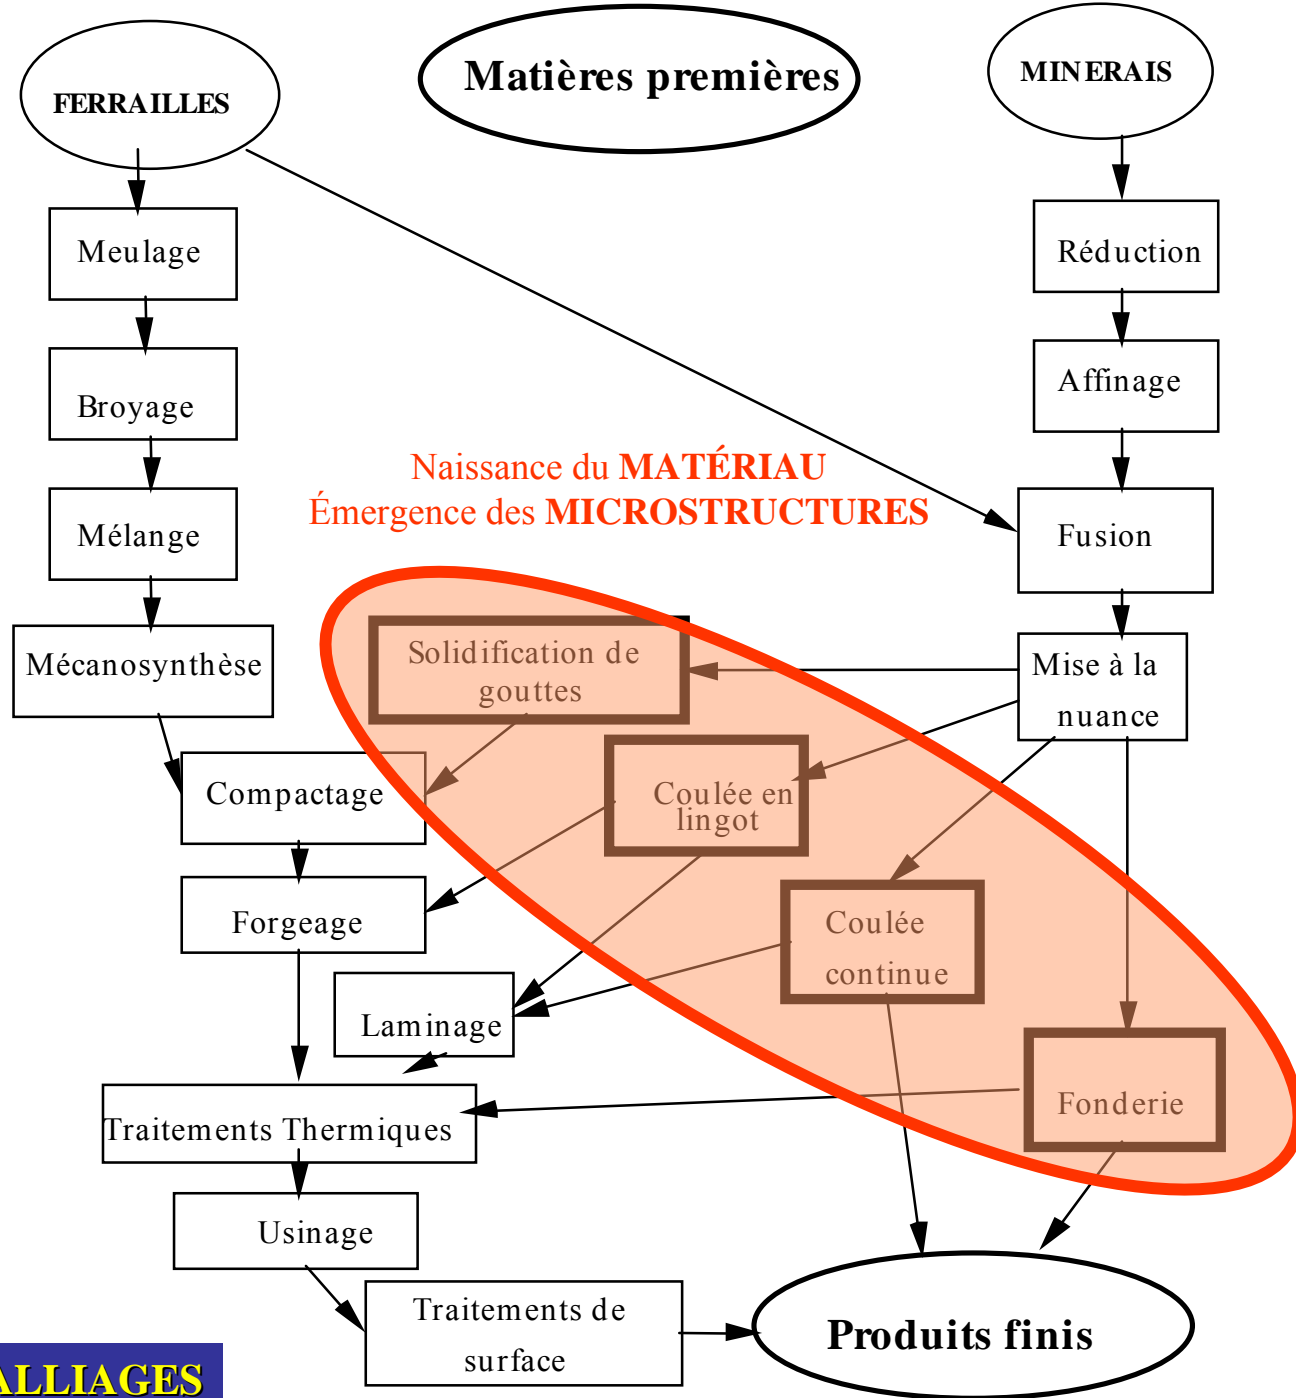 Matières premières
FERRAILLES
MINERAIS
Meulage
Réduction
Broyage
Affinage
Naissance du MATÉRIAU
Émergence des MICROSTRUCTURES
Mélange
Fusion
Mécanosynthèse
Solidification de
gouttes
Mise à la
nuance
Compactage
Coulée en
lingot
Forgeage
Coulée
continue
Laminage
Fonderie
Traitements Thermiques
Usinage
Traitements de
surface
Produits finis
ALLIAGES